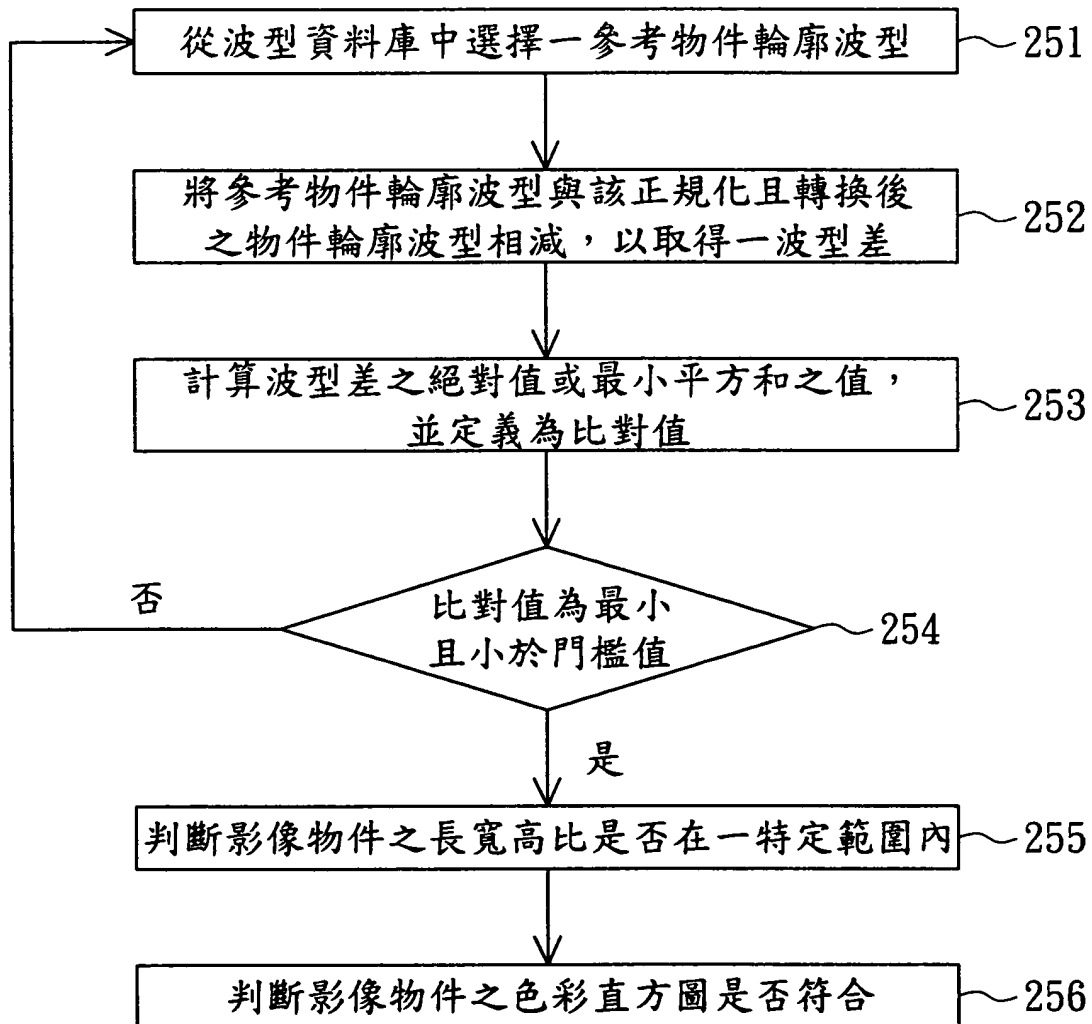 從波型資料庫中選擇一參考物件輪廓波型
251
將參考物件輪廓波型與該正規化且轉換後
之物件輪廓波型相減,以取得一波型差
252
計算波型差之絕對值或最小平方和之值,
並定義為比對值
253
否
比對值為最小
且小於門檻值
254
是
判斷影像物件之長寬高比是否在一特定範圍內
255
判斷影像物件之色彩直方圖是否符合
256